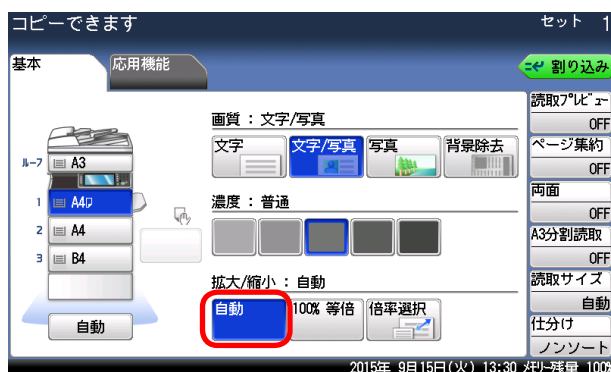 コピーできます
セット 1
基本
応用機能
割り込み
画質：文字/写真
文字
文字/写真
写真
背景除去
濃度：普通
拡大/縮小：自動
自動
100% 等倍
倍率選択
ﾙｰﾌ A3
1 A4
2 A4
3 B4
自動
読取ﾌﾟﾚﾋﾞｭｰ
OFF
ページ集約
OFF
両面
OFF
A3分割読取
OFF
読取サイズ
自動
仕分け
ノンソート
2015年 9月15日(火) 13:30 ﾒﾓﾘｰ残量 100%